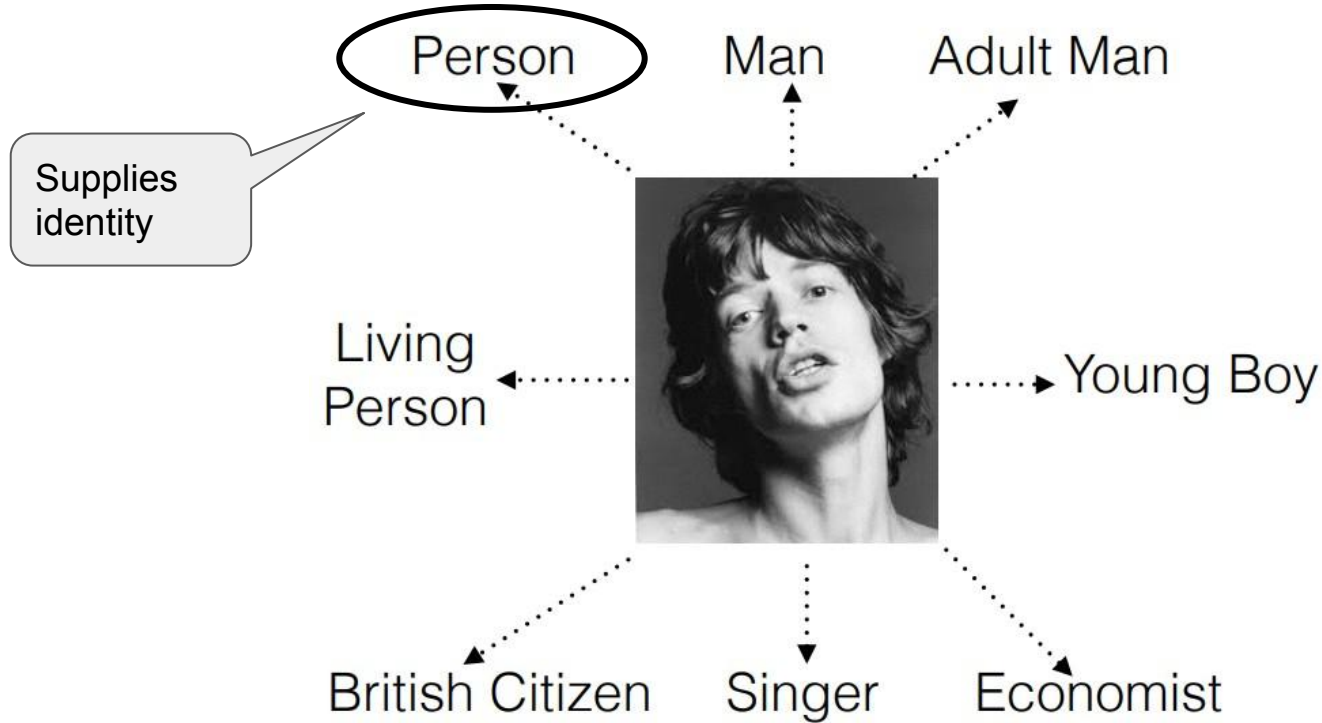 Person
Man
Adult Man
Supplies
identity
Living
Person
Young Boy
British Citizen
Singer
Economist